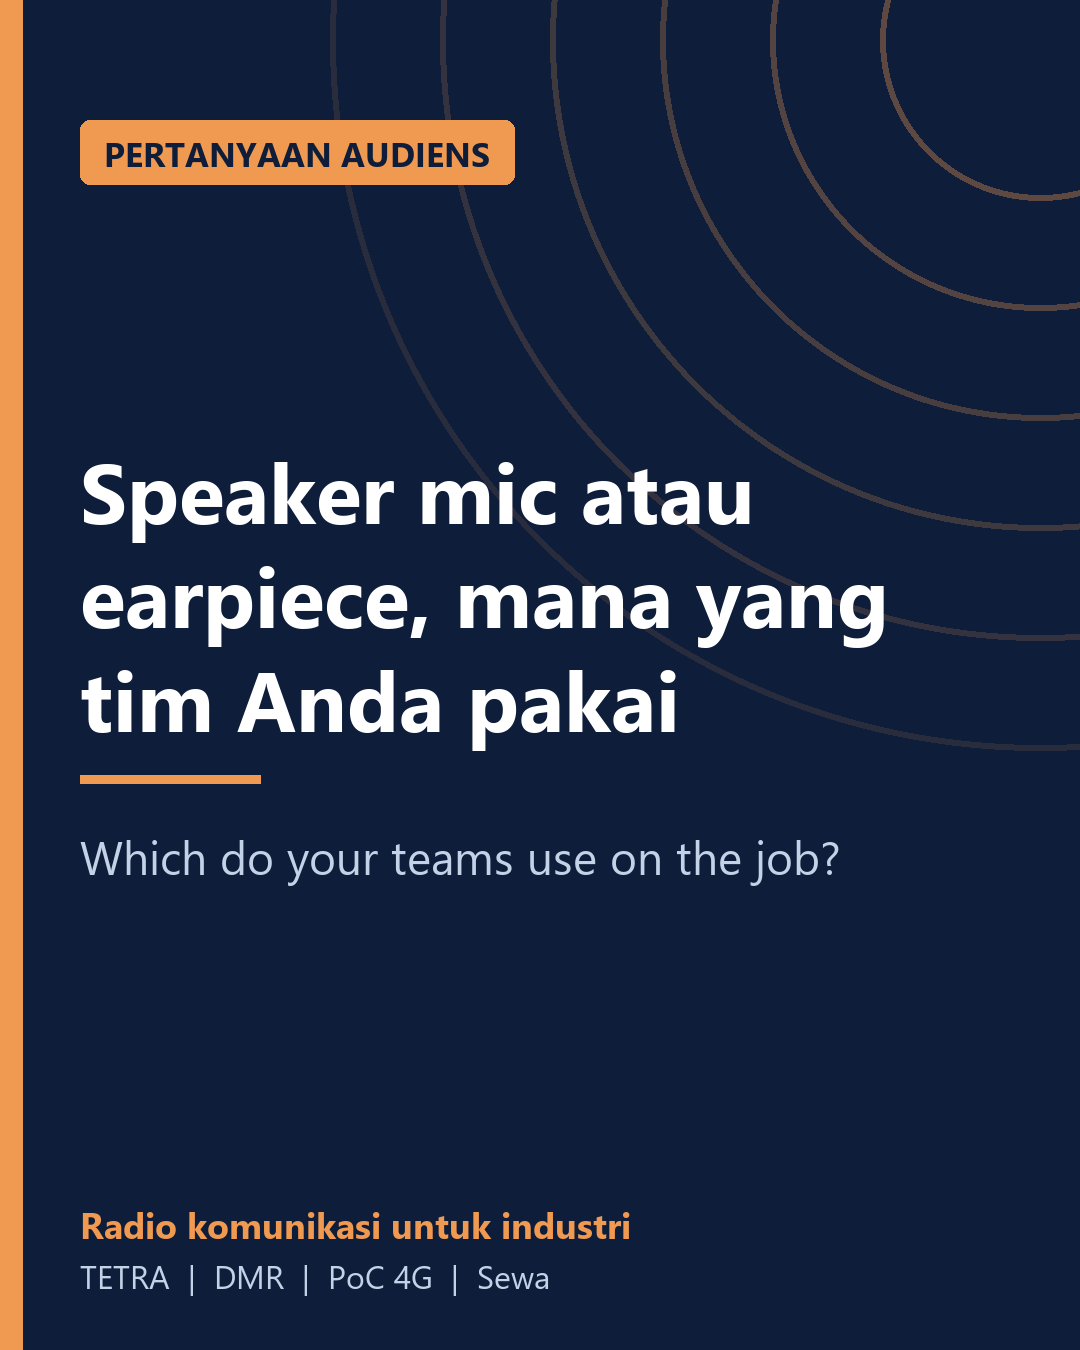 PERTANYAAN AUDIENS
Speaker mic atau
earpiece, mana yang
tim Anda pakai
Which do your teams use on the job?
Radio komunikasi untuk industri
TETRA | DMR | PoC 4G | Sewa